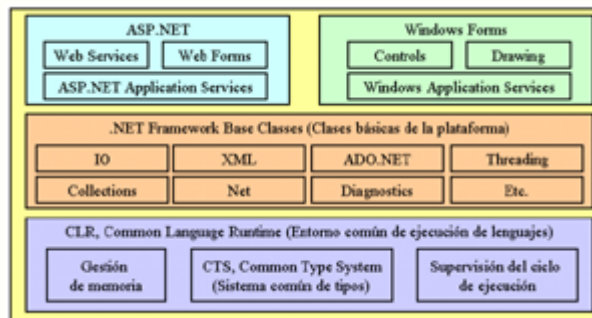 ASP.NET
Web Services
Web Forms
ASP.NET Application Services
Windows Forms
Controls
Drawing
Windows Application Services
.NET Framework Base Classes (Clases básicas de la plataforma)
IO
XML
ADO.NET
Threading
Collections
Net
Diagnostics
Etc.
CLR, Common Language Runtime (Entorno común de ejecución de lenguajes)
Gestión
de memoria
CTS, Common Type System
(Sistema común de tipos)
Supervisión del ciclo
de ejecución